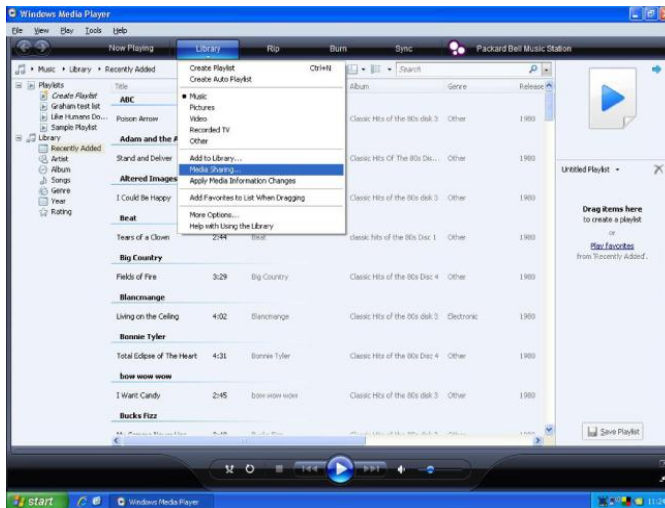 Windows Media Player
File View Play Tools Help
Now Playing Library Rip Burn Sync Packard Bell Music Station
Music Library Recently Added
Search
Create Playlist Ctrl+N
Create Auto Playlist
Music
Pictures
Video
Recorded TV
Other
Add to Library...
Media Sharing...
Apply Media Information Changes
Add Favorites to List When Dragging
More Options...
Help with Using the Library
Playlists
Create Playlist
Graham test list
Like Humans Do...
Sample Playlist
Library
Recently Added
Artist
Album
Songs
Genre
Year
Rating
Title Album Genre Release
ABC
Poison Arrow Classic Hits of the 80s disk 3 Other 1980
Adam and the A
Stand and Deliver Classic Hits Of The 80s Dis... Other 1980
Altered Images
I Could Be Happy Classic Hits of the 80s disk 3 Other 1980
Beat
Tears of a Clown 2:44 Beat classic hits of the 80s Disc 1 Other 1980
Big Country
Fields of Fire 3:29 Big Country Classic Hits of the 80s Disc 4 Other 1980
Blancmange
Living on the Ceiling 4:02 Blancmange Classic Hits of the 80s disk 3 Electronic 1980
Bonnie Tyler
Total Eclipse of The Heart 4:31 Bonnie Tyler Classic Hits of the 80s Disc 4 Other 1980
bow wow wow
I Want Candy 2:45 bow wow wow Classic Hits of the 80s disk 3 Other 1980
Bucks Fizz
Untitled Playlist
Drag items here
to create a playlist
or
Play favorites
from 'Recently Added'.
Save Playlist
start Windows Media Player